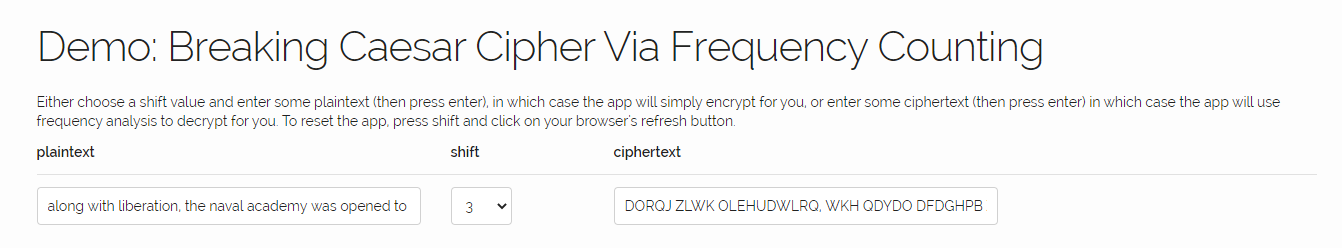 Demo: Breaking Caesar Cipher Via Frequency Counting
Either choose a shift value and enter some plaintext (then press enter), in which case the app will simply encrypt for you, or enter some ciphertext (then press enter) in which case the app will use
frequency analysis to decrypt for you. To reset the app, press shift and click on your browser's refresh button.
plaintext shift ciphertext
along with liberation, the naval academy was opened to 3 DORQJ ZLWK OLEHUDWLRQ, WKH QDYDO DFDGHPB